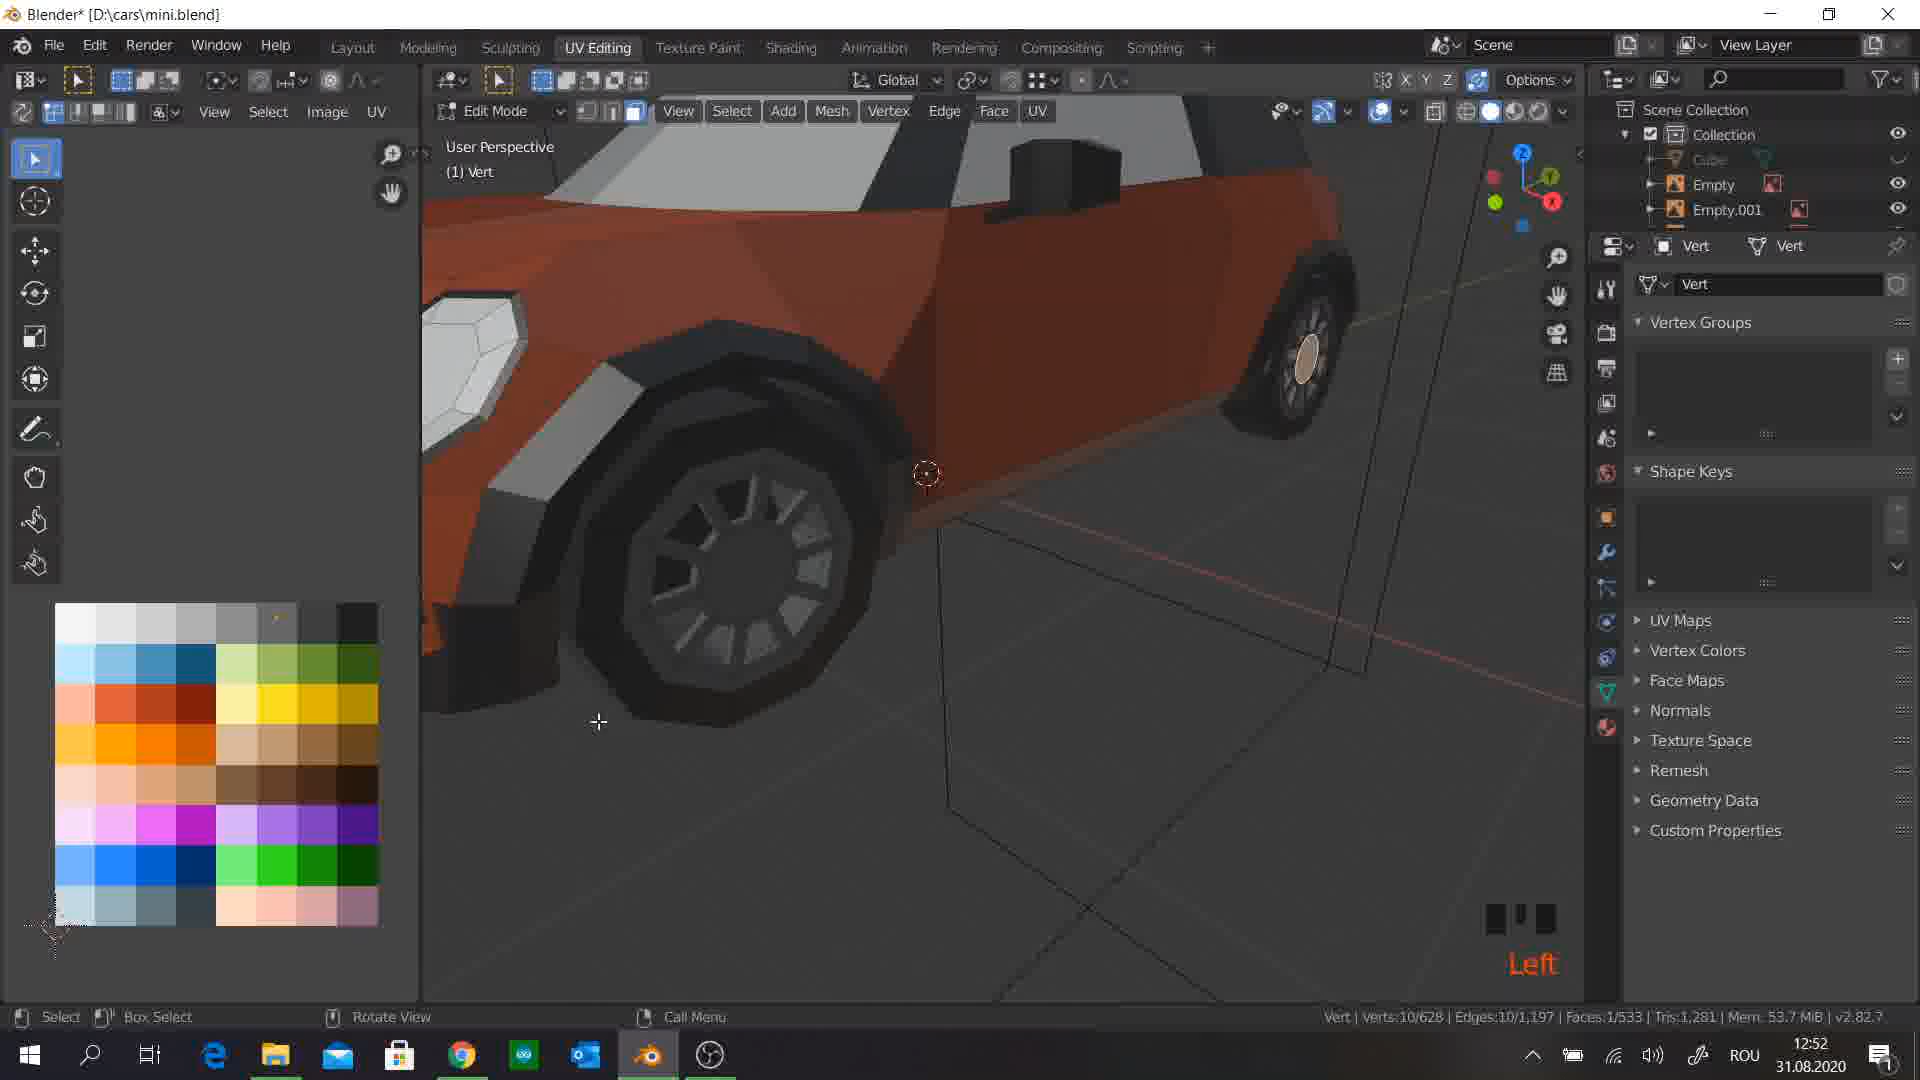 Blender* [D:\cars\mini.blend]
File Edit Render Window Help
Layout Modeling Sculpting UV Editing Texture Paint Shading Animation Rendering Compositing Scripting +
Scene
View Layer
Global
X Y Z
Options
View Select Image UV
Edit Mode
View Select Add Mesh Vertex Edge Face UV
User Perspective
(1) Vert
Z
Y
X
Scene Collection
Collection
Cube
Empty
Empty.001
Vert
Vert
Vert
Vertex Groups
Shape Keys
UV Maps
Vertex Colors
Face Maps
Normals
Texture Space
Remesh
Geometry Data
Custom Properties
Left
Select
Box Select
Rotate View
Call Menu
Vert | Verts:10/628 | Edges:10/1,197 | Faces:1/533 | Tris:1,281 | Mem: 53.7 MiB | v2.82.7
ROU
12:52
31.08.2020
1